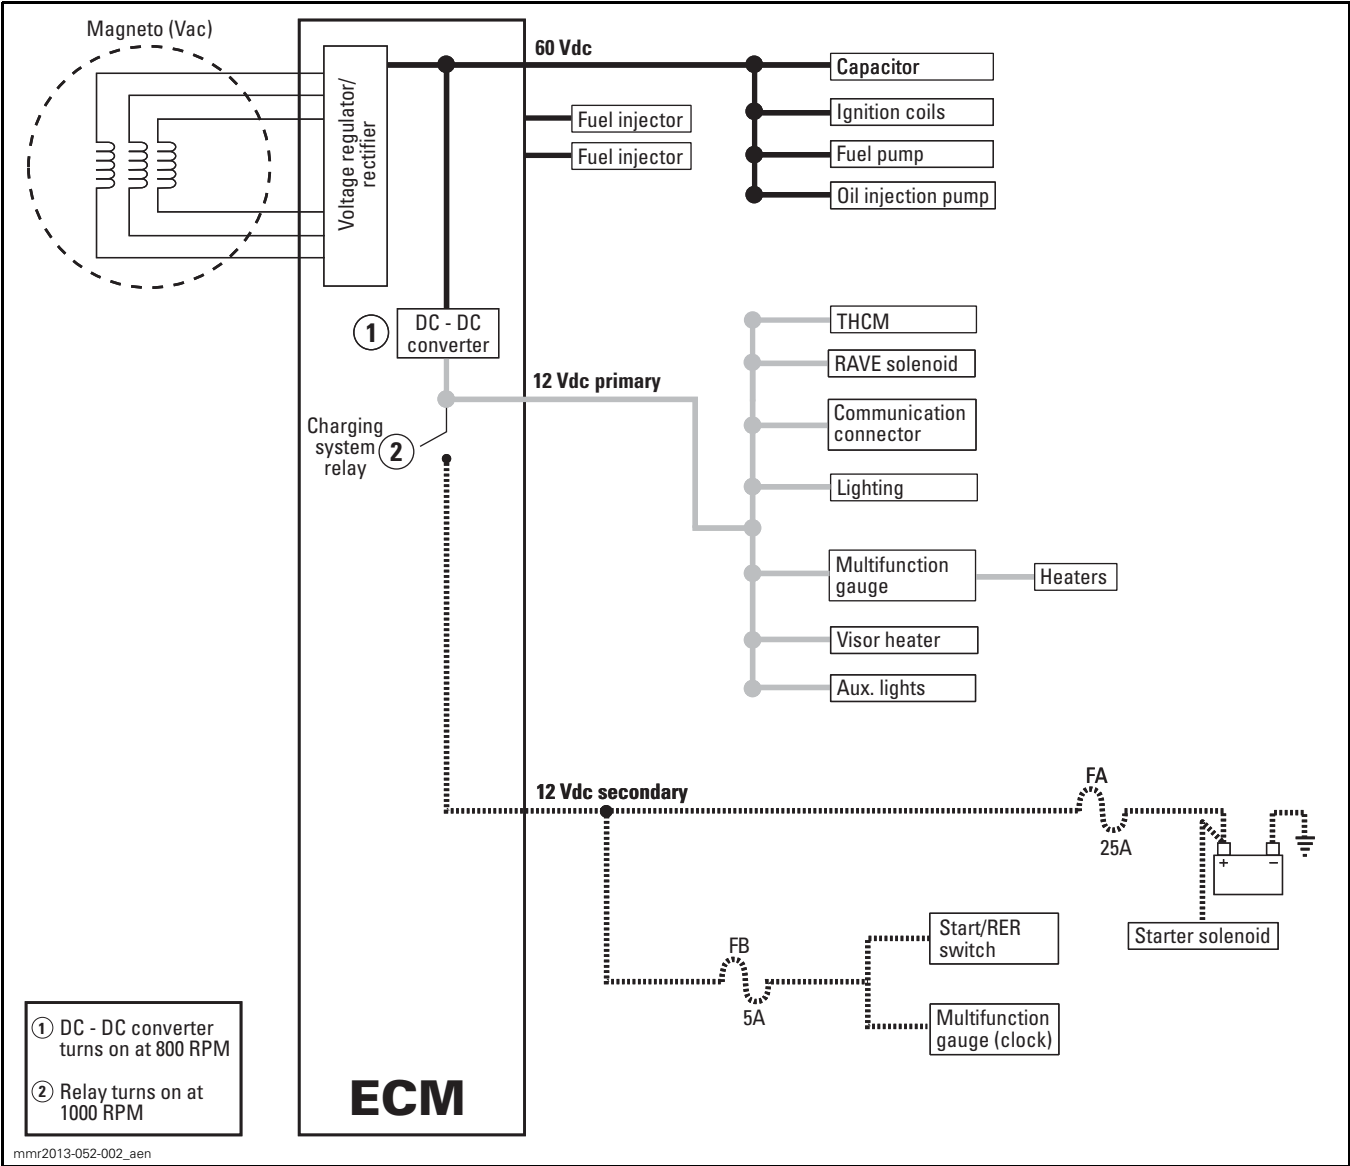 Magneto (Vac)
Voltage regulator/
rectifier
60 Vdc
Capacitor
Ignition coils
Fuel pump
Oil injection pump
Fuel injector
Fuel injector
1
DC - DC
converter
12 Vdc primary
Charging
system
relay
2
THCM
RAVE solenoid
Communication
connector
Lighting
Multifunction
gauge
Heaters
Visor heater
Aux. lights
12 Vdc secondary
FA
25A
+
−
Starter solenoid
FB
5A
Start/RER
switch
Multifunction
gauge (clock)
1 DC - DC converter
turns on at 800 RPM
2 Relay turns on at
1000 RPM
ECM
mmr2013-052-002_aen